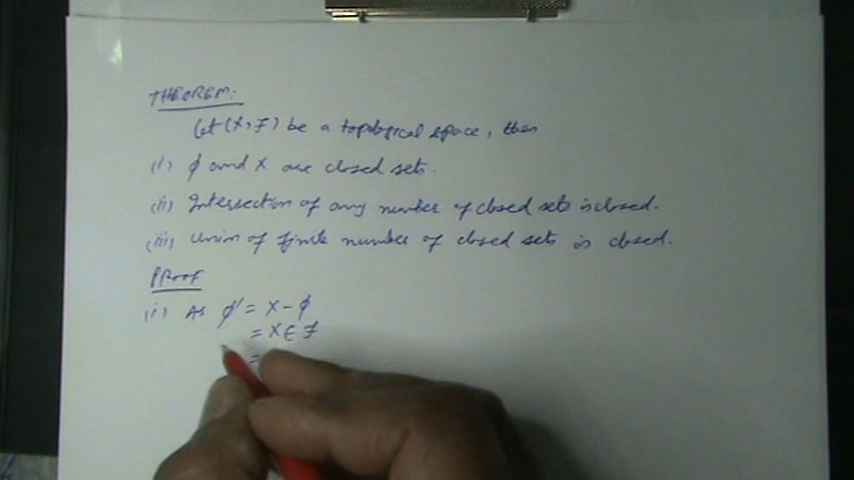 THEOREM:
Let (X, F) be a topological space, then
(i) φ and X are closed sets.
(ii) Intersection of any number of closed sets is closed.
(iii) Union of finite number of closed sets is closed.
PROOF
(i) As φ' = X - φ
= X ∈ F
=